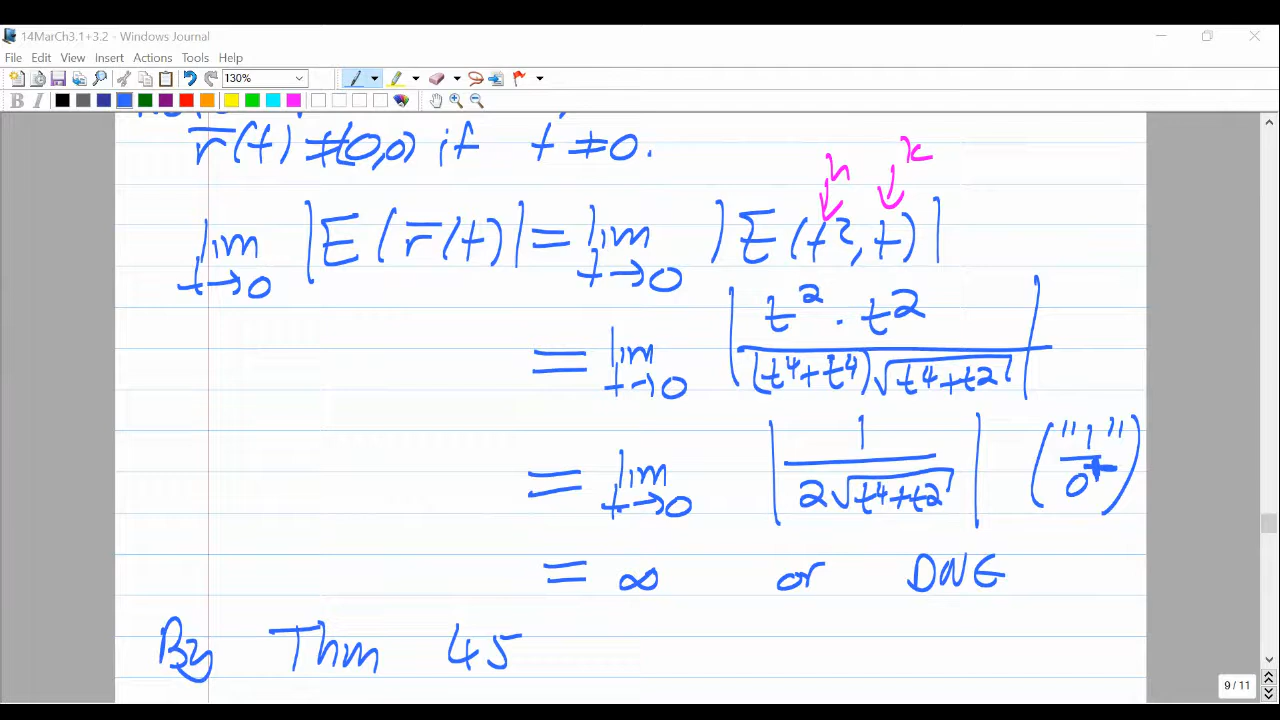 14MarCh3.1+3.2 - Windows Journal
File Edit View Insert Actions Tools Help
130%
B I
r̅(t) ≠ (0,0) if t ≠ 0.
h k
lim t→0 |E(r̅(t)| = lim t→0 |E(t², t)|
= lim t→0 |t² · t² / (t⁴+t⁴)√(t⁴+t²)|
= lim t→0 |1 / 2√(t⁴+t²)| ("1"/0⁺)
= ∞ or DNE
By Thm 45
9 / 11